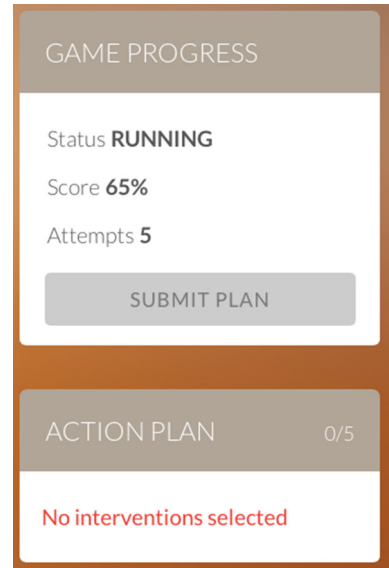 GAME PROGRESS
Status RUNNING
Score 65%
Attempts 5
SUBMIT PLAN
ACTION PLAN 0/5
No interventions selected